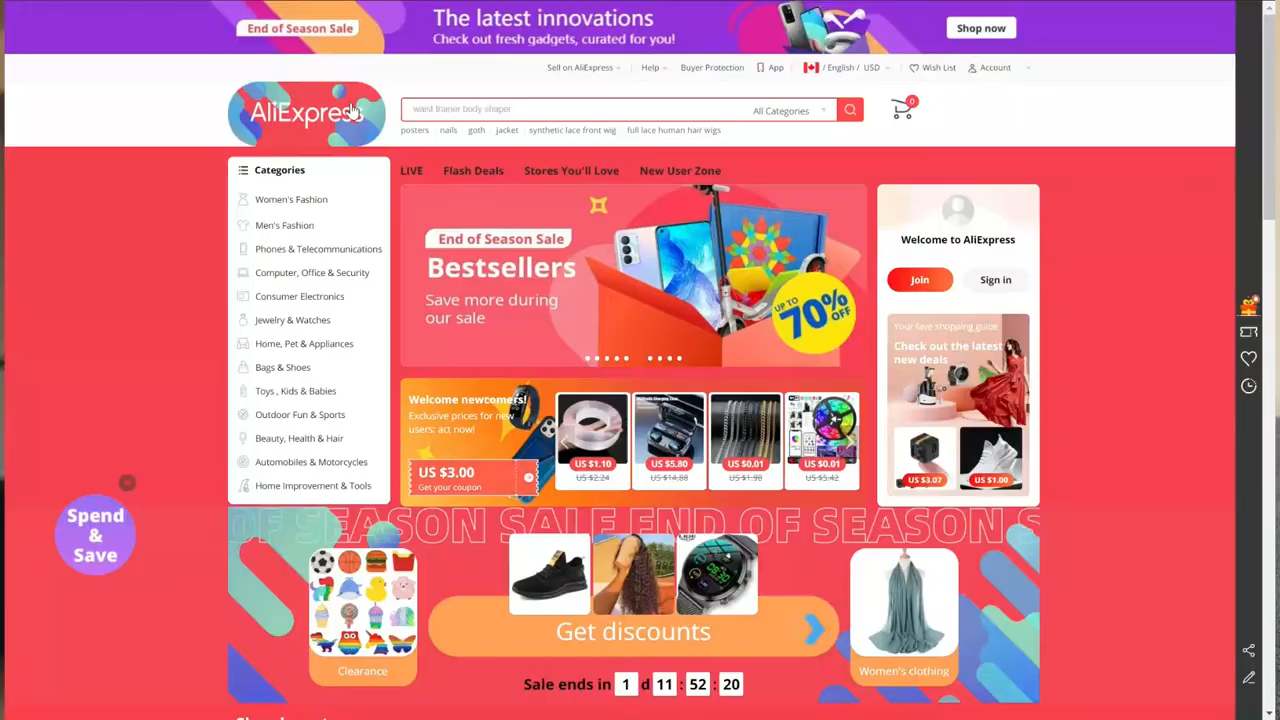 End of Season Sale
The latest innovations
Check out fresh gadgets, curated for you!
Shop now
Sell on AliExpress
Help
Buyer Protection
App
/ English / USD
Wish List
Account
AliExpress
waist trainer body shaper
All Categories
0
posters nails goth jacket synthetic lace front wig full lace human hair wigs
Categories
Women's Fashion
Men's Fashion
Phones & Telecommunications
Computer, Office & Security
Consumer Electronics
Jewelry & Watches
Home, Pet & Appliances
Bags & Shoes
Toys , Kids & Babies
Outdoor Fun & Sports
Beauty, Health & Hair
Automobiles & Motorcycles
Home Improvement & Tools
LIVE
Flash Deals
Stores You'll Love
New User Zone
End of Season Sale
Bestsellers
Save more during
our sale
UP TO
70%
OFF
Welcome to AliExpress
Join
Sign in
Your fave shopping guide
Check out the latest
new deals
US $3.07
US $1.00
Welcome newcomers!
Exclusive prices for new
users: act now!
US $3.00
Get your coupon
US $1.10
US $2.24
US $5.80
US $14.68
US $0.01
US $1.98
US $0.01
US $5.42
Spend
&
Save
OF SEASON SALE END OF SEASON S
Clearance
Get discounts
Women's clothing
Sale ends in 1 d 11 : 52 : 20